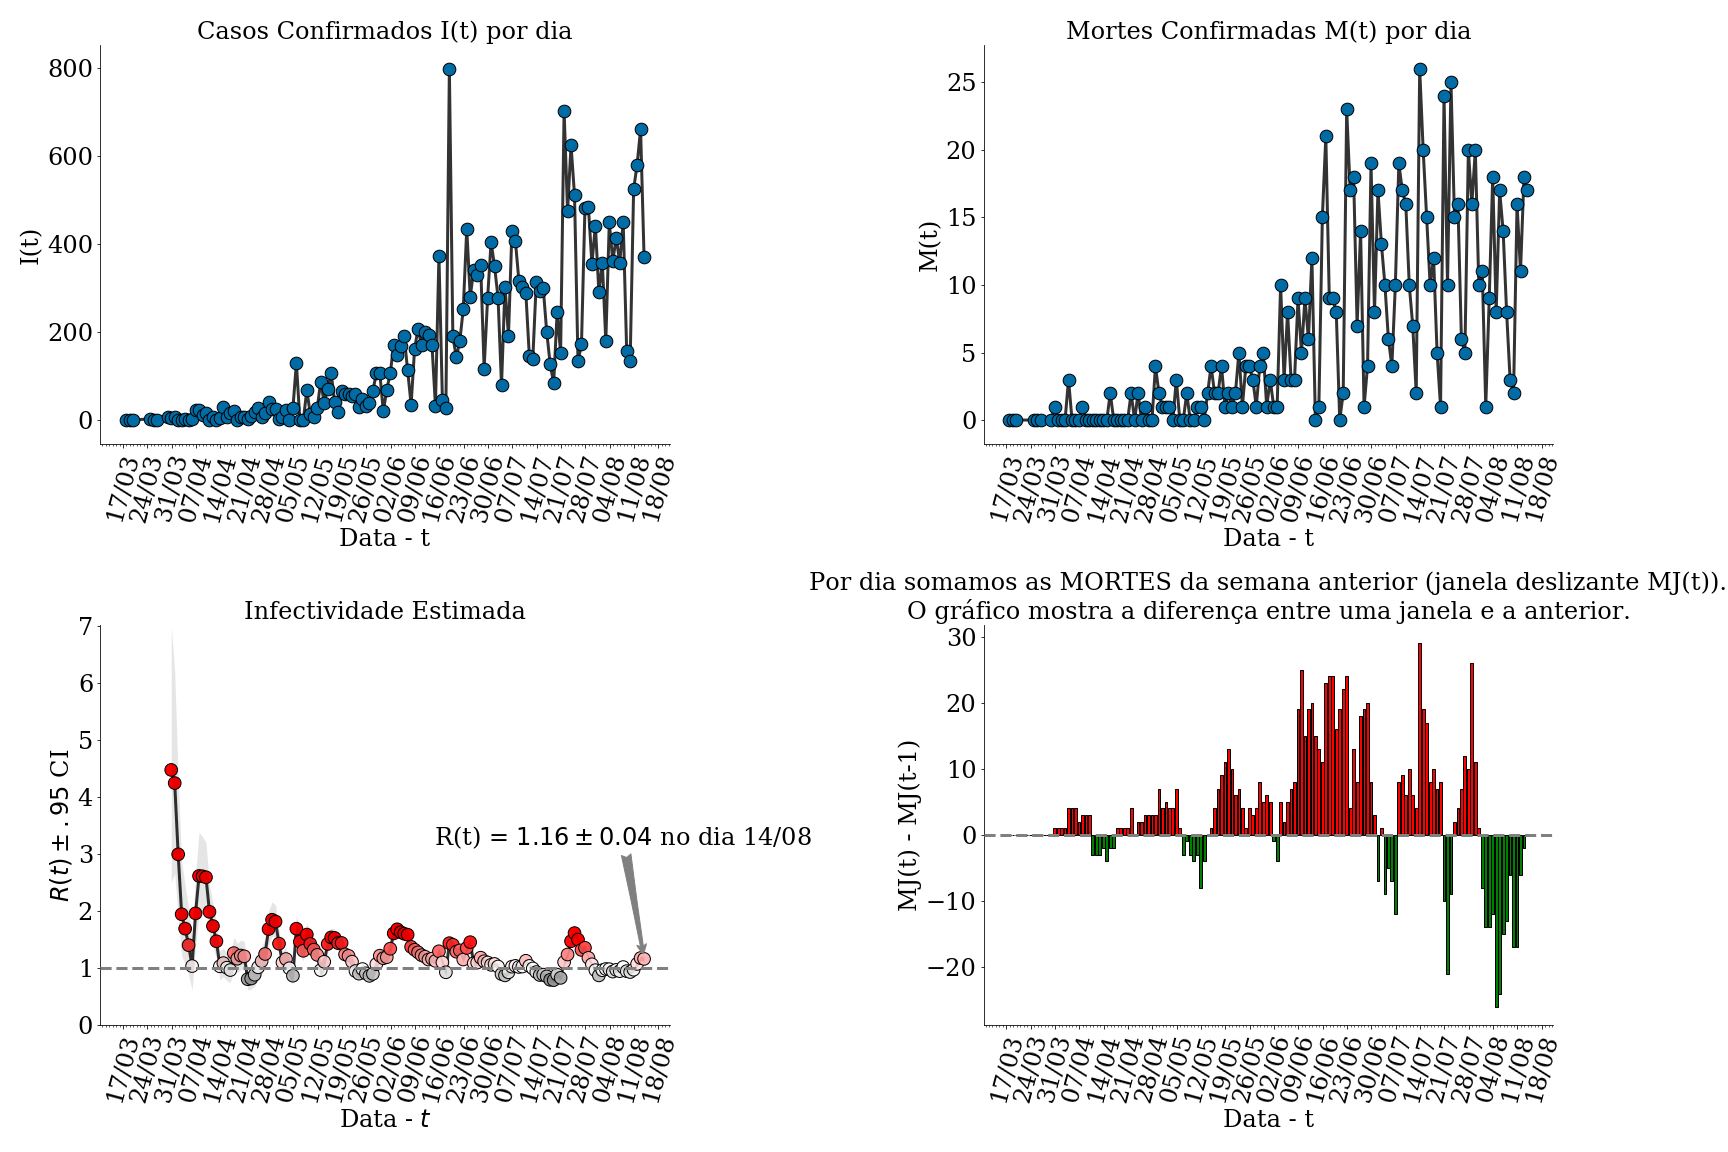 Casos Confirmados I(t) por dia
I(t)
800
600
400
200
0
17/03 24/03 31/03 07/04 14/04 21/04 28/04 05/05 12/05 19/05 26/05 02/06 09/06 16/06 23/06 30/06 07/07 14/07 21/07 28/07 04/08 11/08 18/08
Data - t
Mortes Confirmadas M(t) por dia
M(t)
25
20
15
10
5
0
17/03 24/03 31/03 07/04 14/04 21/04 28/04 05/05 12/05 19/05 26/05 02/06 09/06 16/06 23/06 30/06 07/07 14/07 21/07 28/07 04/08 11/08 18/08
Data - t
Infectividade Estimada
R(t) ± .95 CI
7
6
5
4
3
2
1
0
R(t) = 1.16 ± 0.04 no dia 14/08
17/03 24/03 31/03 07/04 14/04 21/04 28/04 05/05 12/05 19/05 26/05 02/06 09/06 16/06 23/06 30/06 07/07 14/07 21/07 28/07 04/08 11/08 18/08
Data - t
Por dia somamos as MORTES da semana anterior (janela deslizante MJ(t)).
O gráfico mostra a diferença entre uma janela e a anterior.
MJ(t) - MJ(t-1)
30
20
10
0
−10
−20
17/03 24/03 31/03 07/04 14/04 21/04 28/04 05/05 12/05 19/05 26/05 02/06 09/06 16/06 23/06 30/06 07/07 14/07 21/07 28/07 04/08 11/08 18/08
Data - t